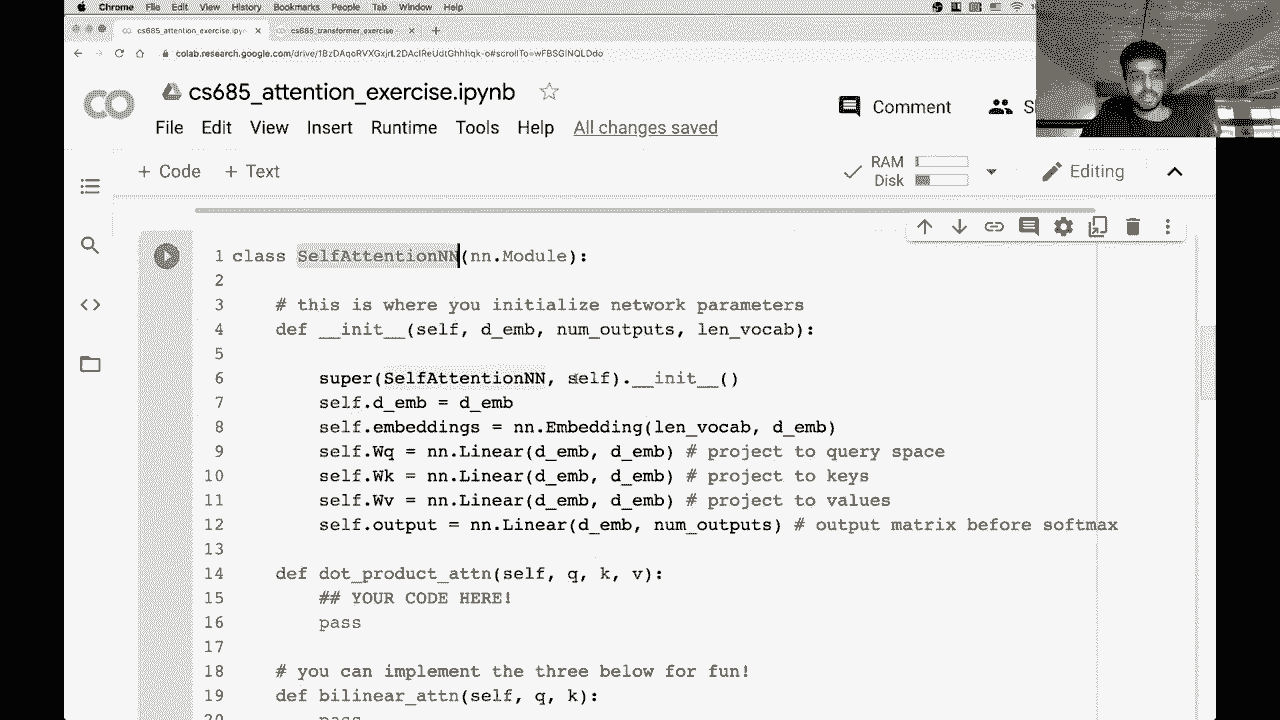 Chrome File Edit View History Bookmarks People Tab Window Help
cs685_attention_exercise.ipyn
cs685_transformer_exercise
colab.research.google.com/drive/
CO
cs685_attention_exercise.ipynb
Comment
S
File Edit View Insert Runtime Tools Help All changes saved
+ Code + Text
RAM
Disk
Editing
1 class SelfAttentionNN(nn.Module):
2
3 # this is where you initialize network parameters
4 def __init__(self, d_emb, num_outputs, len_vocab):
5
6 super(SelfAttentionNN, self).__init__()
7 self.d_emb = d_emb
8 self.embeddings = nn.Embedding(len_vocab, d_emb)
9 self.Wq = nn.Linear(d_emb, d_emb) # project to query space
10 self.Wk = nn.Linear(d_emb, d_emb) # project to keys
11 self.Wv = nn.Linear(d_emb, d_emb) # project to values
12 self.output = nn.Linear(d_emb, num_outputs) # output matrix before softmax
13
14 def dot_product_attn(self, q, k, v):
15 ## YOUR CODE HERE!
16 pass
17
18 # you can implement the three below for fun!
19 def bilinear_attn(self, q, k):
20 pass